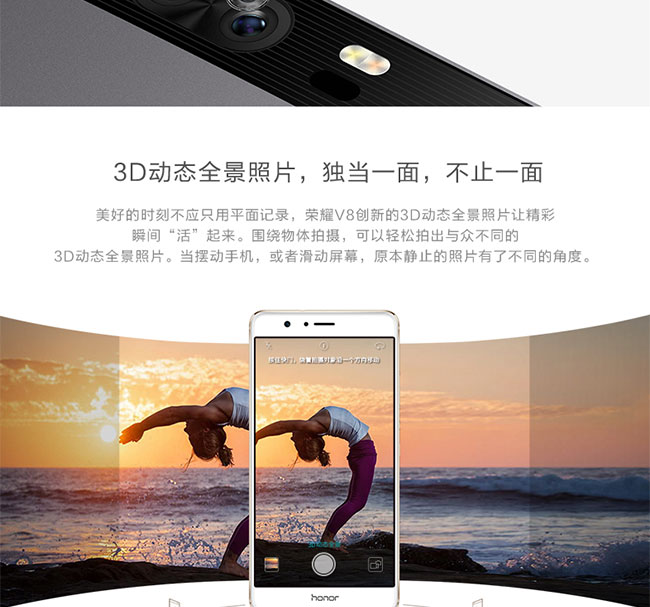 3D动态全景照片，独当一面，不止一面
美好的时刻不应只用平面记录，荣耀V8创新的3D动态全景照片让精彩
瞬间“活”起来。围绕物体拍摄，可以轻松拍出与众不同的
3D动态全景照片。当摆动手机，或者滑动屏幕，原本静止的照片有了不同的角度。
honor